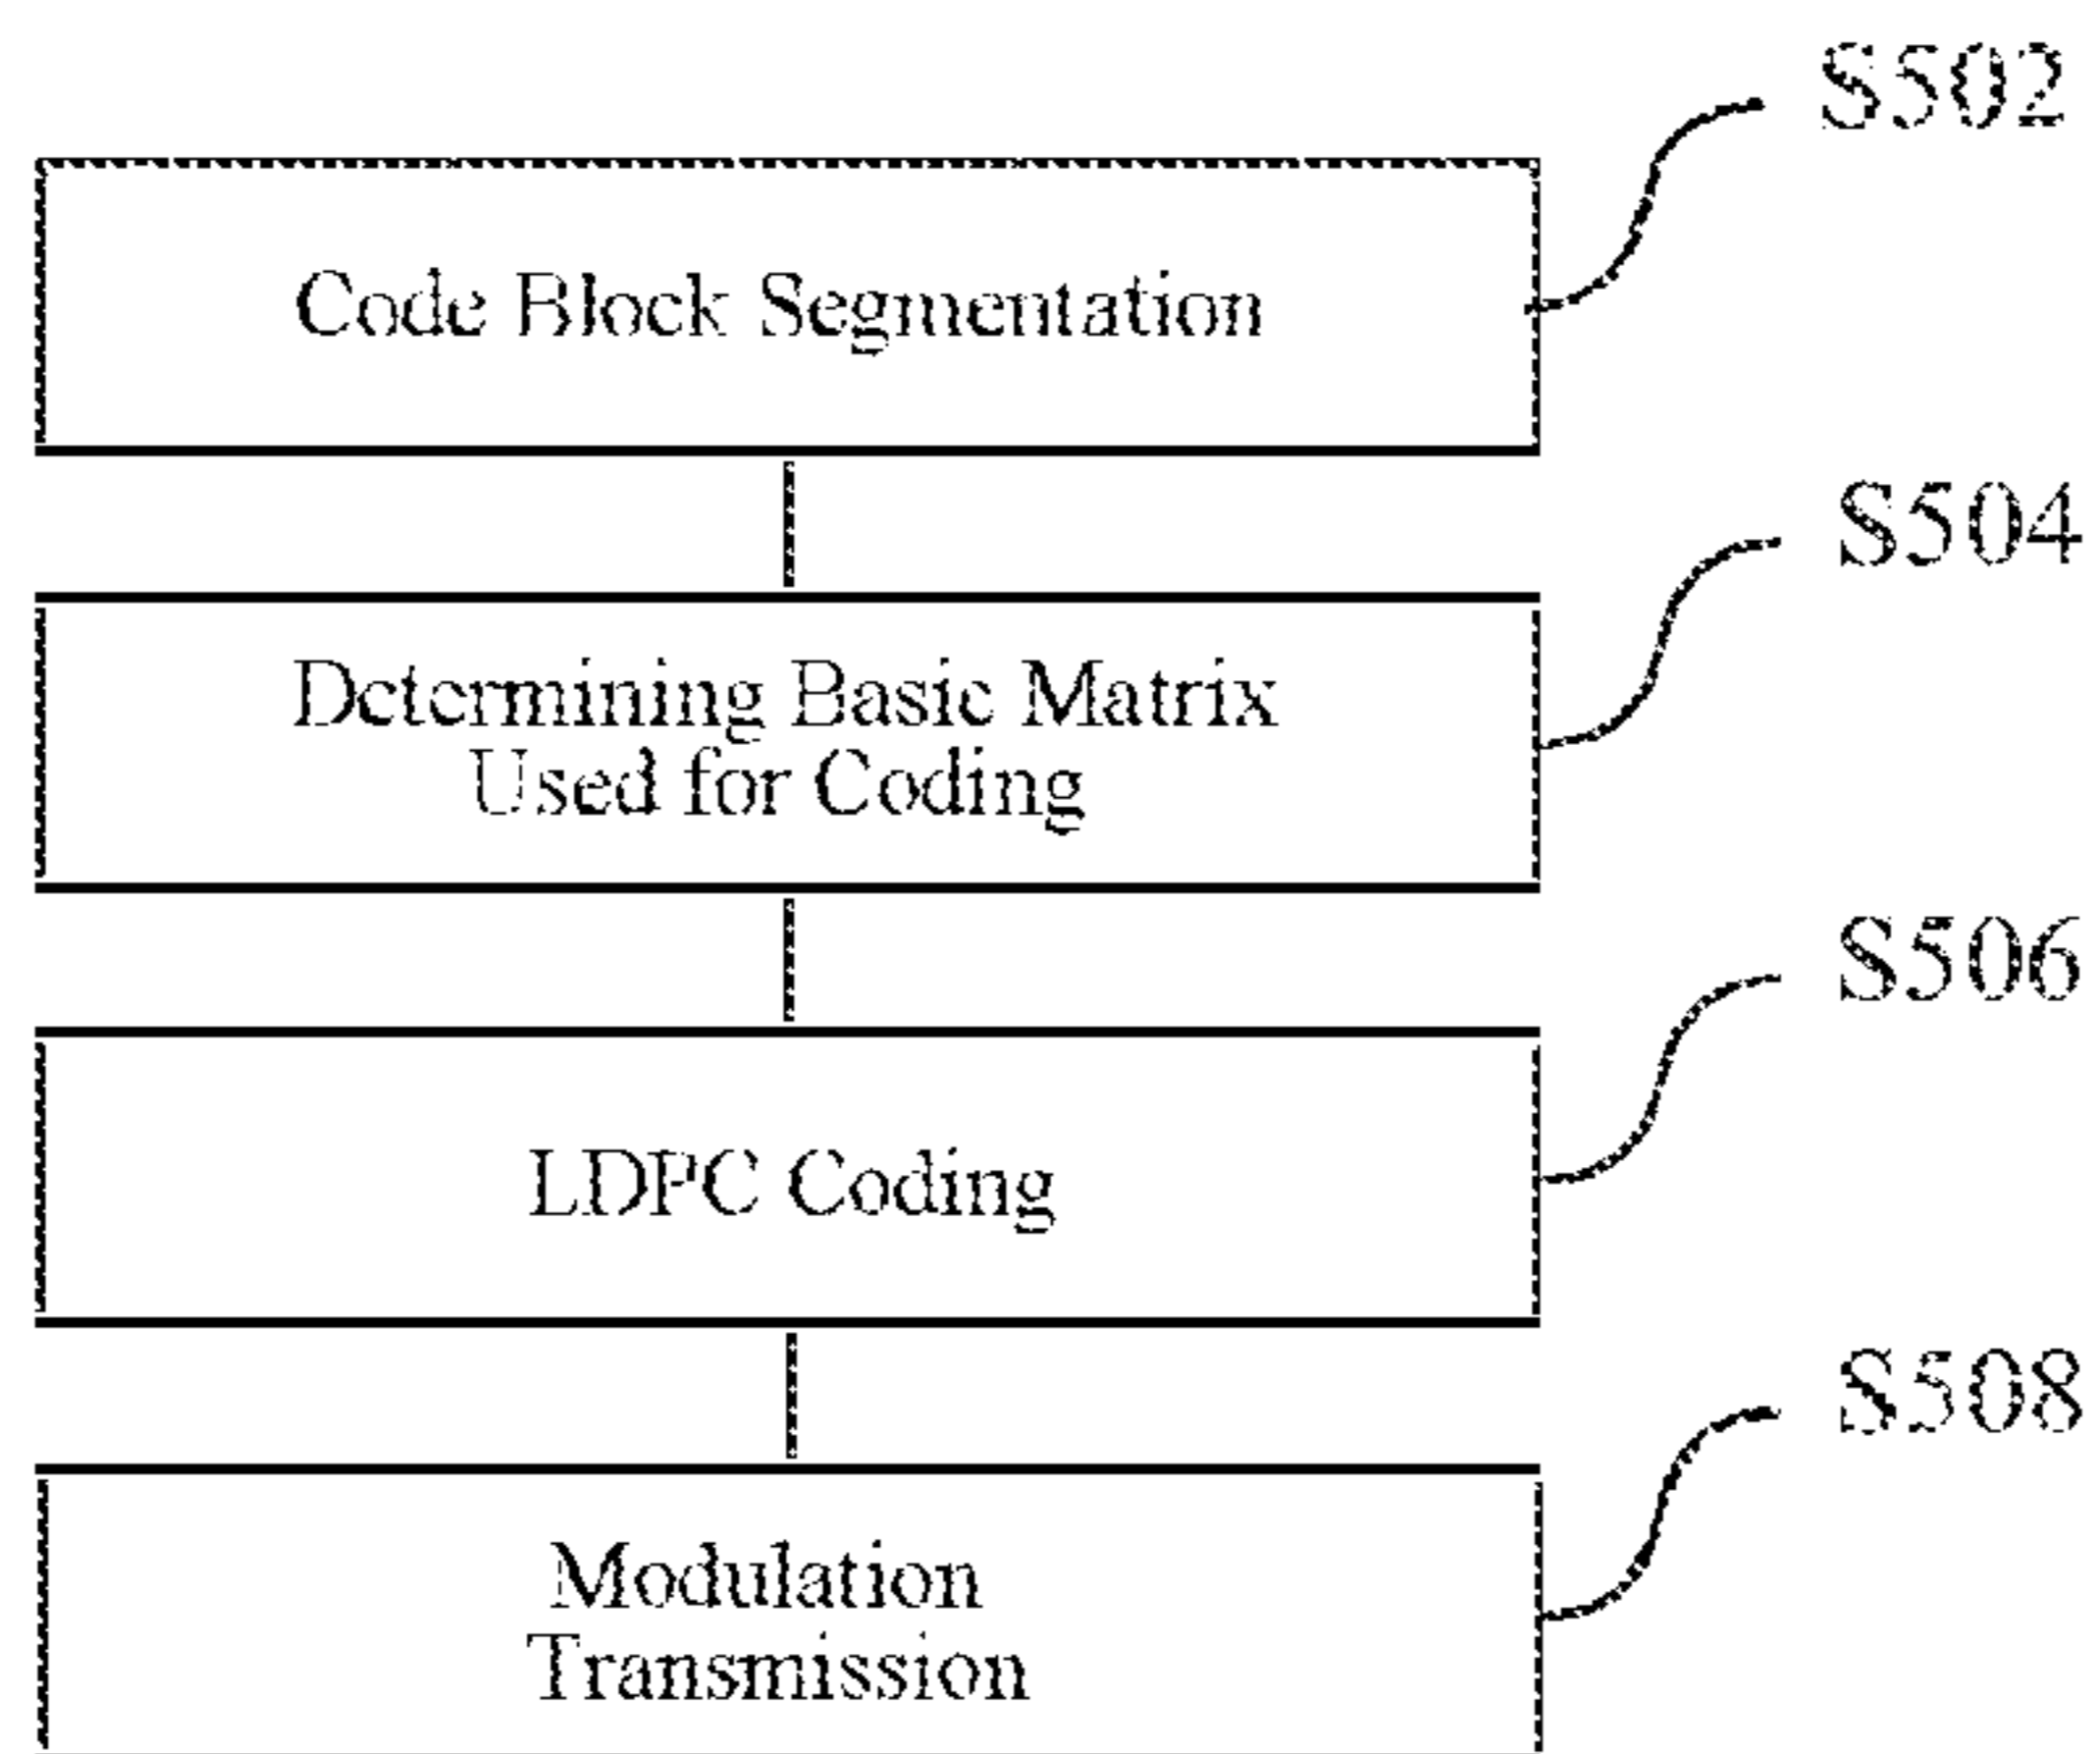 S502
Code Block Segmentation
S504
Determining Basic Matrix
Used for Coding
S506
LDPC Coding
S508
Modulation
Transmission